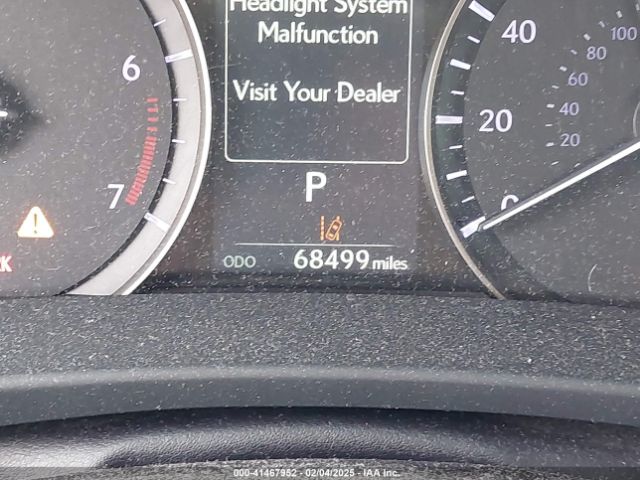 Headlight System
Malfunction
Visit Your Dealer
6
7
P
ODO 68499 miles
40
20
0
100
80
60
40
20
000-41467952 - 02/04/2025 - IAA Inc.